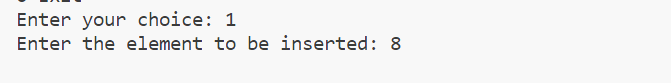 Enter your choice: 1
Enter the element to be inserted: 8